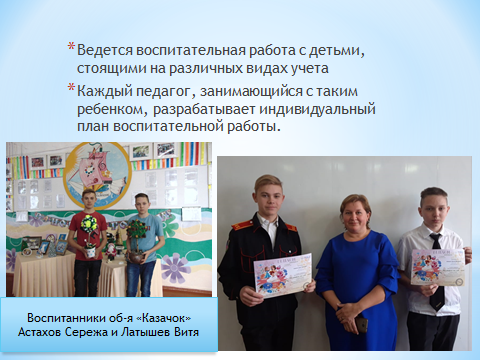 * Ведется воспитательная работа с детьми,
стоящими на различных видах учета
* Каждый педагог, занимающийся с таким
ребенком, разрабатывает индивидуальный
план воспитательной работы.
Воспитанники об-я «Казачок»
Астахов Сережа и Латышев Витя